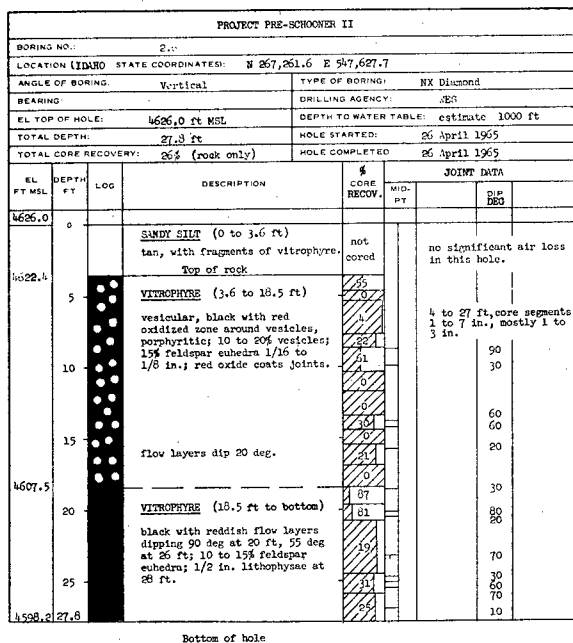 PROJECT PRE-SCHOONER II
BORING NO.:
LOCATION (IDAHO STATE COORDINATES): N 267,261.6 E 547,627.7
ANGLE OF BORING: Vertical TYPE OF BORING: NX Diamond
BEARING: DRILLING AGENCY: WES
EL TOP OF HOLE: 4626.0 ft MSL DEPTH TO WATER TABLE: estimate 1000 ft
TOTAL DEPTH: 27.8 ft HOLE STARTED: 26 April 1965
TOTAL CORE RECOVERY: 26% (rock only) HOLE COMPLETED 26 April 1965
EL FT MSL DEPTH FT LOG DESCRIPTION % CORE RECOV. JOINT DATA
MID-PT DIP DEG
4626.0
0
SANDY SILT (0 to 3.6 ft)
tan, with fragments of vitrophyre. not cored no significant air loss
in this hole.
Top of rock
4622.4
5 VITROPHYRE (3.6 to 18.5 ft) 55
0
vesicular, black with red 4 4 to 27 ft, core segments
oxidized zone around vesicles, 1 to 7 in., mostly 1 to
porphyritic; 10 to 20% vesicles; 22 3 in.
15% feldspar euhedra 1/16 to 61 90
1/8 in.; red oxide coats joints. 30
10
0
0
60
30 60
15 0
flow layers dip 20 deg. 21 20
0
4607.5 30
VITROPHYRE (18.5 ft to bottom) 87
20 81 80
20
black with reddish flow layers
dipping 90 deg at 20 ft, 55 deg 19
at 26 ft; 10 to 15% feldspar 70
euhedra; 1/2 in. lithophysae at
28 ft. 30
25 31 60
70
25 10
4598.2 27.8
Bottom of hole